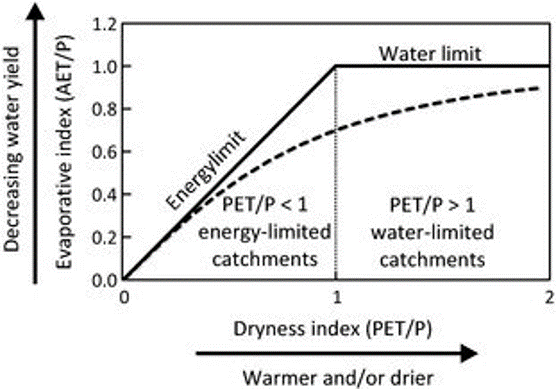 Decreasing water yield
Evaporative index (AET/P)
1.2
1.0
0.8
0.6
0.4
0.2
0.0
Water limit
Energylimit
PET/P < 1
energy-limited
catchments
PET/P > 1
water-limited
catchments
0
1
2
Dryness index (PET/P)
Warmer and/or drier